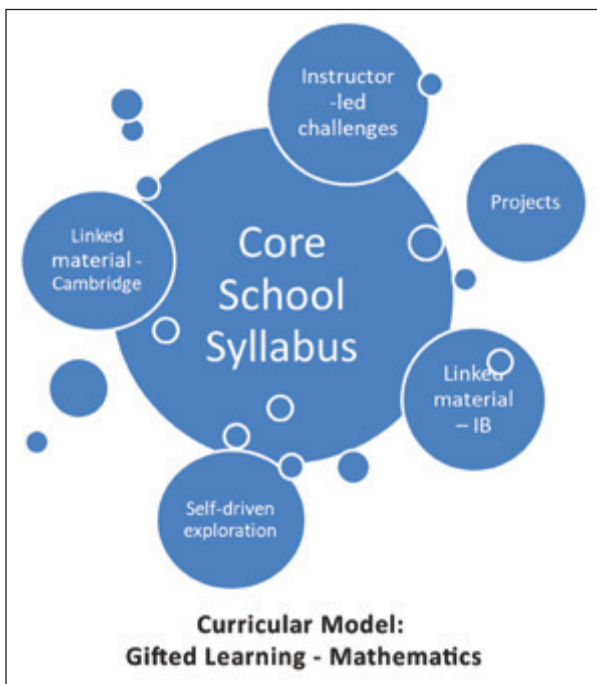 Instructor
-led
challenges
Projects
Linked
material -
Cambridge
Core
School
Syllabus
Linked
material
– IB
Self-driven
exploration
Curricular Model:
Gifted Learning - Mathematics